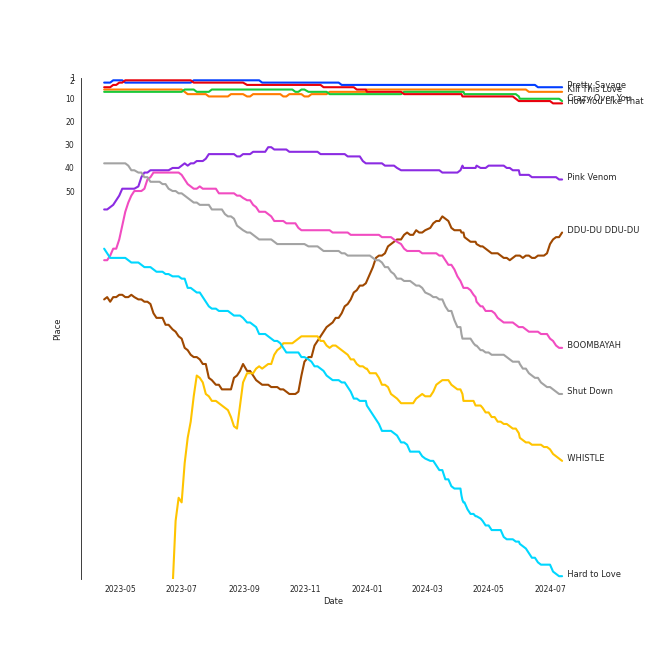 1
2
10
20
30
40
50
Place
Pretty Savage
Kill This Love
Crazy Over You
How You Like That
Pink Venom
DDU-DU DDU-DU
BOOMBAYAH
Shut Down
WHISTLE
Hard to Love
2023-05 2023-07 2023-09 2023-11 2024-01 2024-03 2024-05 2024-07
Date